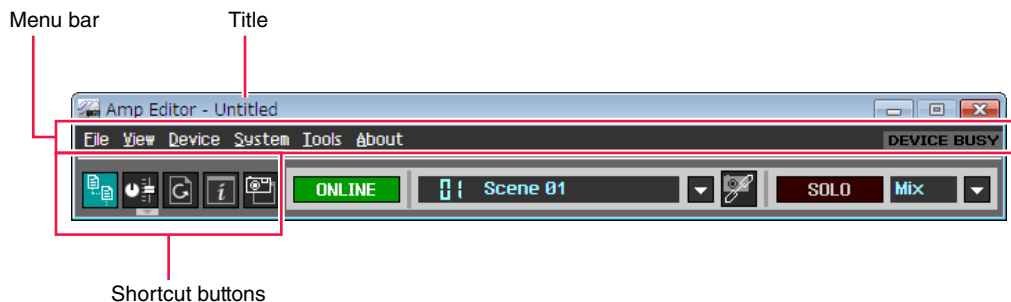 Menu bar Title
Amp Editor - Untitled
File View Device System Tools About DEVICE BUSY
i ONLINE 01 Scene 01 SOLO Mix
Shortcut buttons